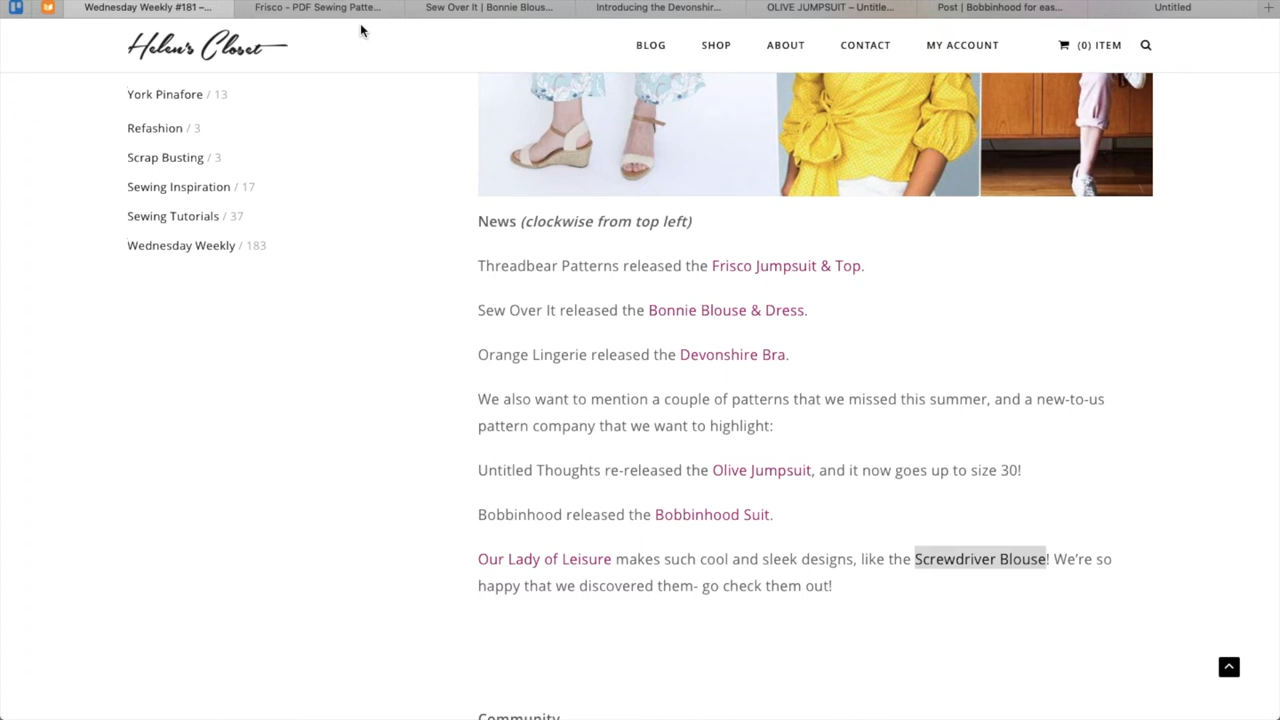 Wednesday Weekly #181 –...
Frisco - PDF Sewing Patte...
Sew Over It | Bonnie Blous...
Introducing the Devonshir...
OLIVE JUMPSUIT – Untitle...
Post | Bobbinhood for eas...
Untitled
Helen's Closet
BLOG
SHOP
ABOUT
CONTACT
MY ACCOUNT
(0) ITEM
York Pinafore / 13
Refashion / 3
Scrap Busting / 3
Sewing Inspiration / 17
Sewing Tutorials / 37
Wednesday Weekly / 183
News (clockwise from top left)
Threadbear Patterns released the Frisco Jumpsuit & Top.
Sew Over It released the Bonnie Blouse & Dress.
Orange Lingerie released the Devonshire Bra.
We also want to mention a couple of patterns that we missed this summer, and a new-to-us
pattern company that we want to highlight:
Untitled Thoughts re-released the Olive Jumpsuit, and it now goes up to size 30!
Bobbinhood released the Bobbinhood Suit.
Our Lady of Leisure makes such cool and sleek designs, like the Screwdriver Blouse! We're so
happy that we discovered them- go check them out!
Community